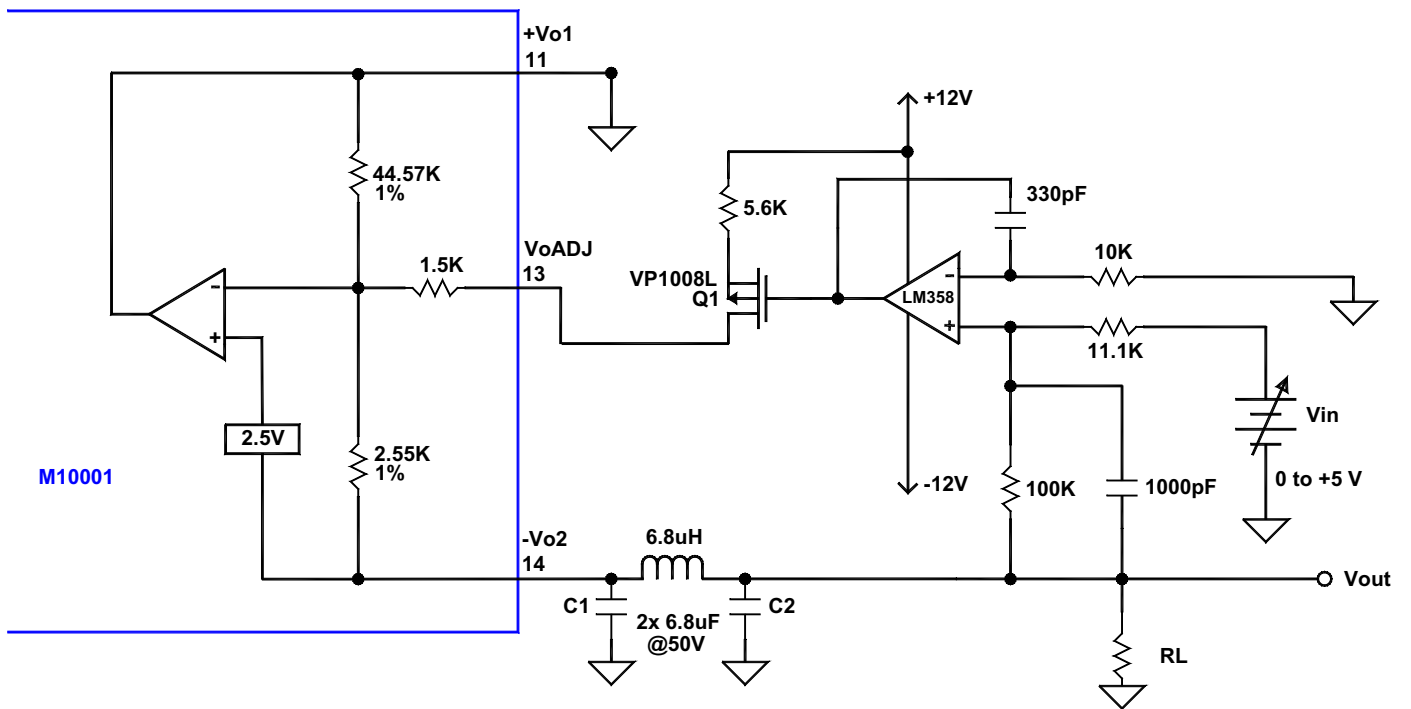 +Vo1
11
+12V
44.57K
1%
330pF
5.6K
VoADJ
13
1.5K
10K
VP1008L
Q1
-
LM358
+
11.1K
-
+
2.5V
Vin
2.55K
1%
M10001
0 to +5 V
-12V
100K
1000pF
-Vo2
14
6.8uH
Vout
C1
C2
2x 6.8uF
@50V
RL